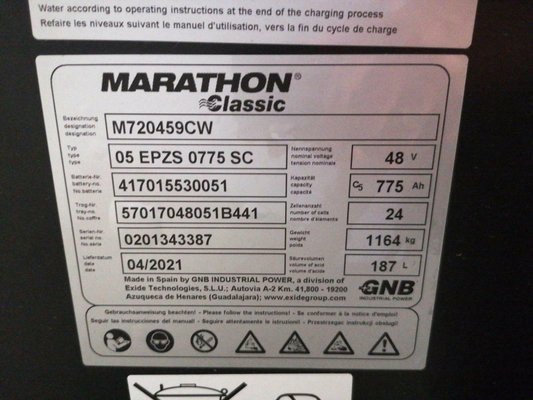 Water according to operating instructions at the end of the charging process
Refaire les niveaux suivant le manuel d'utilisation, vers la fin du cycle de charge
MARATHON®
Classic
Bezeichnung
designation
designation
M720459CW
Typ
type
type
05 EPZS 0775 SC
Nennspannung
nominal voltage
tension nominale
48 V
Batterie-Nr.
battery-no.
No.batterie
417015530051
Kapazität
capacity
capacité
C5 775 Ah
Trog-Nr.
tray-no.
No.coffre
57017048051B441
Zellenanzahl
number of cells
nombre d'éléments
24
Serien-Nr.
serial no.
No.série
0201343387
Gewicht
weight
poids
1164 kg
Lieferdatum
date
date
04/2021
Säurevolumen
volume of acid
volume d'acide
187 L
Made in Spain by GNB INDUSTRIAL POWER, a division of
Exide Technologies, S.L.U.; Autovia A-2 Km. 41,800 - 19200
Azuqueca de Henares (Guadalajara); www.exidegroup.com
GNB
INDUSTRIAL POWER
Gebrauchsanweisung beachten! - Please follow the instructions! - Se conformer à la notice d'emploi!
Seguir las instrucciones del manual! - Seguire attentamente le istruzioni! - Przestrzegac instrukcji obslugi!